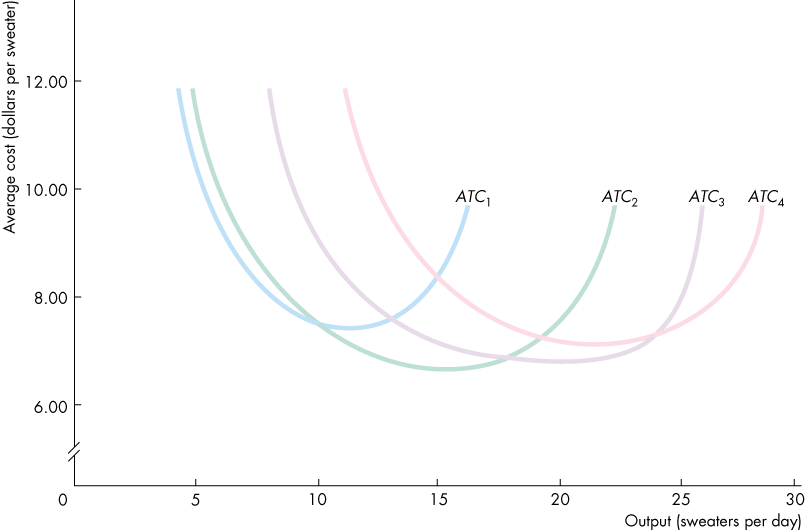 Average cost (dollars per sweater)
12.00
10.00
8.00
6.00
ATC1
ATC2
ATC3
ATC4
0
5
10
15
20
25
30
Output (sweaters per day)